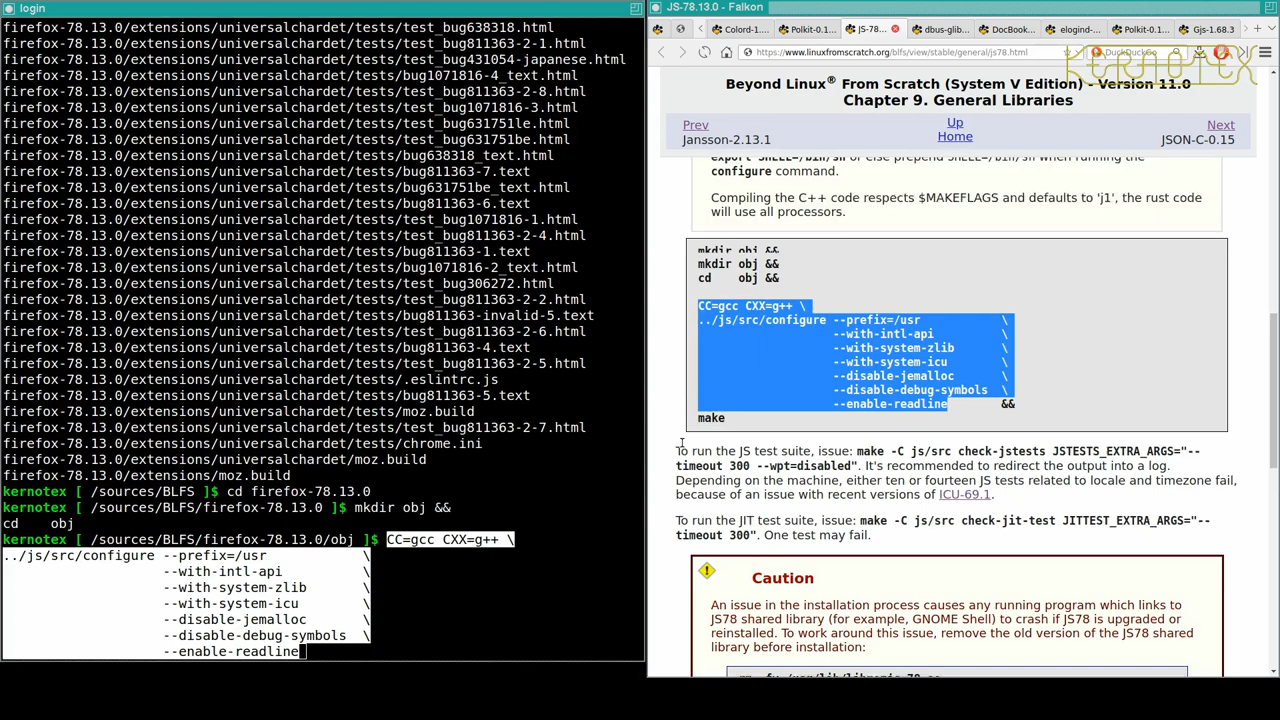 login
firefox-78.13.0/extensions/universalchardet/tests/test_bug638318.html
firefox-78.13.0/extensions/universalchardet/tests/test_bug811363-2-1.html
firefox-78.13.0/extensions/universalchardet/tests/test_bug431054-japanese.html
firefox-78.13.0/extensions/universalchardet/tests/bug1071816-4_text.html
firefox-78.13.0/extensions/universalchardet/tests/test_bug811363-2-8.html
firefox-78.13.0/extensions/universalchardet/tests/test_bug1071816-3.html
firefox-78.13.0/extensions/universalchardet/tests/test_bug631751le.html
firefox-78.13.0/extensions/universalchardet/tests/test_bug631751be.html
firefox-78.13.0/extensions/universalchardet/tests/bug638318_text.html
firefox-78.13.0/extensions/universalchardet/tests/bug811363-7.text
firefox-78.13.0/extensions/universalchardet/tests/bug631751be_text.html
firefox-78.13.0/extensions/universalchardet/tests/bug811363-6.text
firefox-78.13.0/extensions/universalchardet/tests/test_bug1071816-1.html
firefox-78.13.0/extensions/universalchardet/tests/test_bug811363-2-4.html
firefox-78.13.0/extensions/universalchardet/tests/bug811363-1.text
firefox-78.13.0/extensions/universalchardet/tests/bug1071816-2_text.html
firefox-78.13.0/extensions/universalchardet/tests/test_bug306272.html
firefox-78.13.0/extensions/universalchardet/tests/test_bug811363-2-2.html
firefox-78.13.0/extensions/universalchardet/tests/bug811363-invalid-5.text
firefox-78.13.0/extensions/universalchardet/tests/test_bug811363-2-6.html
firefox-78.13.0/extensions/universalchardet/tests/bug811363-4.text
firefox-78.13.0/extensions/universalchardet/tests/test_bug811363-2-5.html
firefox-78.13.0/extensions/universalchardet/tests/.eslintrc.js
firefox-78.13.0/extensions/universalchardet/tests/bug811363-5.text
firefox-78.13.0/extensions/universalchardet/tests/moz.build
firefox-78.13.0/extensions/universalchardet/tests/test_bug811363-2-7.html
firefox-78.13.0/extensions/universalchardet/tests/chrome.ini
firefox-78.13.0/extensions/universalchardet/moz.build
firefox-78.13.0/extensions/moz.build
kernotex [ /sources/BLFS ]$ cd firefox-78.13.0
kernotex [ /sources/BLFS/firefox-78.13.0 ]$ mkdir obj &&
cd    obj
kernotex [ /sources/BLFS/firefox-78.13.0/obj ]$ CC=gcc CXX=g++ \
../js/src/configure --prefix=/usr            \
--with-intl-api          \
--with-system-zlib       \
--with-system-icu        \
--disable-jemalloc       \
--disable-debug-symbols  \
--enable-readline
JS-78.13.0 - Falkon
Colord-1.... Polkit-0.1... JS-78... dbus-glib... DocBook... elogind-... Polkit-0.1... Gjs-1.68.3
https://www.linuxfromscratch.org/blfs/view/stable/general/js78.html DuckDuckGo
KERNOTEX
Beyond Linux® From Scratch (System V Edition) - Version 11.0
Chapter 9. General Libraries
Prev Up Next
Jansson-2.13.1 Home JSON-C-0.15
export SHELL=/bin/sh or else prepend SHELL=/bin/sh when running the
configure command.
Compiling the C++ code respects $MAKEFLAGS and defaults to 'j1', the rust code
will use all processors.
mkdir obj &&
mkdir obj &&
cd    obj &&
CC=gcc CXX=g++ \
../js/src/configure --prefix=/usr            \
--with-intl-api          \
--with-system-zlib       \
--with-system-icu        \
--disable-jemalloc       \
--disable-debug-symbols  \
--enable-readline        &&
make
To run the JS test suite, issue: make -C js/src check-jstests JSTESTS_EXTRA_ARGS="--
timeout 300 --wpt=disabled". It's recommended to redirect the output into a log.
Depending on the machine, either ten or fourteen JS tests related to locale and timezone fail,
because of an issue with recent versions of ICU-69.1.
To run the JIT test suite, issue: make -C js/src check-jit-test JITTEST_EXTRA_ARGS="--
timeout 300". One test may fail.
Caution
An issue in the installation process causes any running program which links to
JS78 shared library (for example, GNOME Shell) to crash if JS78 is upgraded or
reinstalled. To work around this issue, remove the old version of the JS78 shared
library before installation: